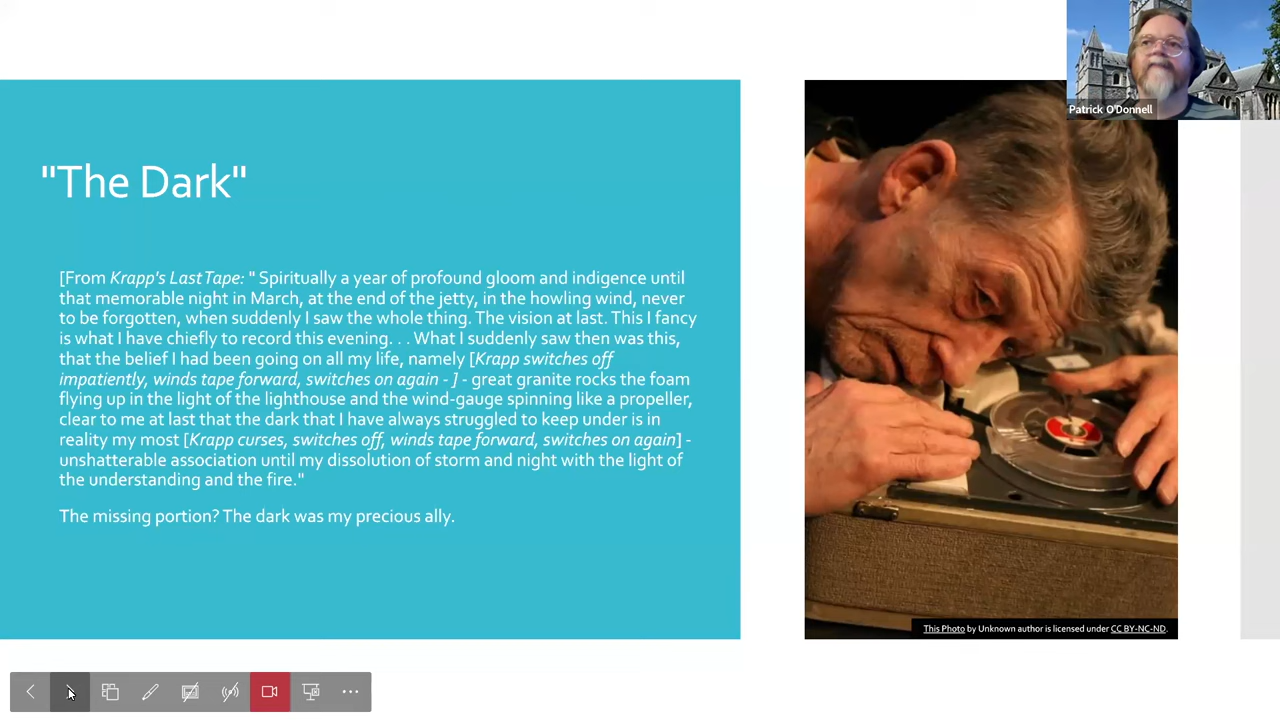 Patrick O'Donnell
"The Dark"
[From Krapp's Last Tape: " Spiritually a year of profound gloom and indigence until
that memorable night in March, at the end of the jetty, in the howling wind, never
to be forgotten, when suddenly I saw the whole thing. The vision at last. This I fancy
is what I have chiefly to record this evening. . . What I suddenly saw then was this,
that the belief I had been going on all my life, namely [Krapp switches off
impatiently, winds tape forward, switches on again - ] - great granite rocks the foam
flying up in the light of the lighthouse and the wind-gauge spinning like a propeller,
clear to me at last that the dark that I have always struggled to keep under is in
reality my most [Krapp curses, switches off, winds tape forward, switches on again] -
unshatterable association until my dissolution of storm and night with the light of
the understanding and the fire."
The missing portion? The dark was my precious ally.
This Photo by Unknown author is licensed under CC BY-NC-ND.